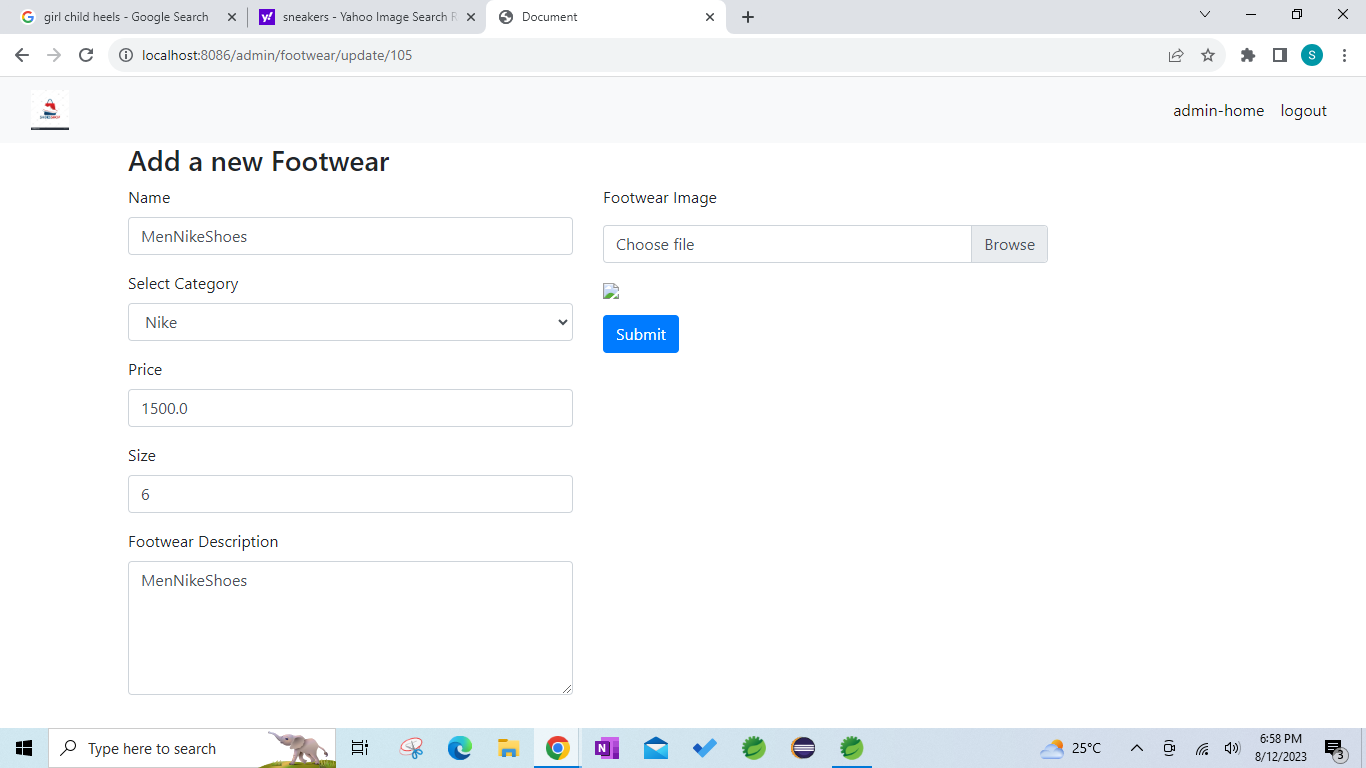 girl child heels - Google Search
sneakers - Yahoo Image Search R
Document
localhost:8086/admin/footwear/update/105
S
admin-home
logout
Add a new Footwear
Name
MenNikeShoes
Select Category
Nike
Price
1500.0
Size
6
Footwear Description
MenNikeShoes
Footwear Image
Choose file
Browse
Submit
Type here to search
25°C
6:58 PM
8/12/2023
3